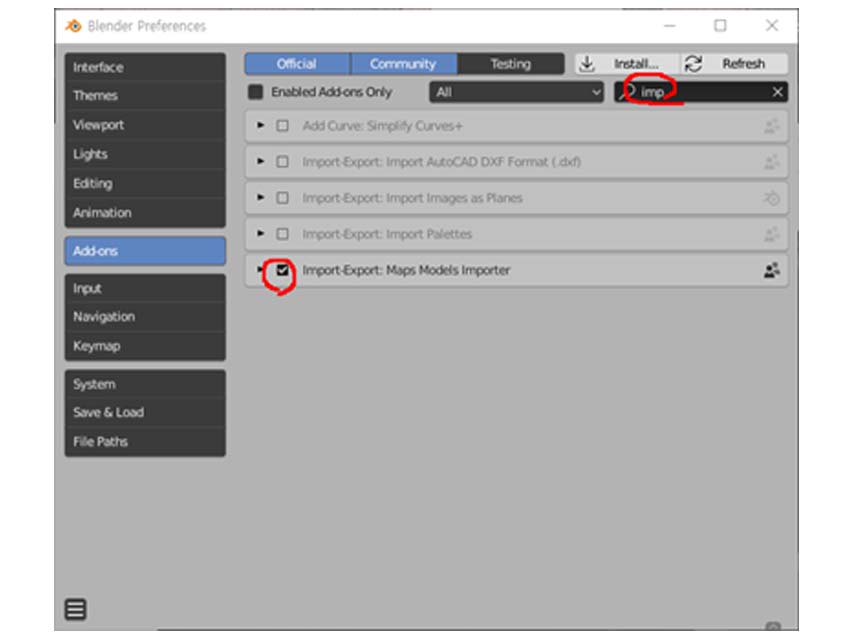 Blender Preferences
Interface
Themes
Viewport
Lights
Editing
Animation
Add-ons
Input
Navigation
Keymap
System
Save & Load
File Paths
Official Community Testing Install... Refresh
Enabled Add-ons Only All imp
Add Curve: Simplify Curves+
Import-Export: Import AutoCAD DXF Format (.dxf)
Import-Export: Import Images as Planes
Import-Export: Import Palettes
Import-Export: Maps Models Importer